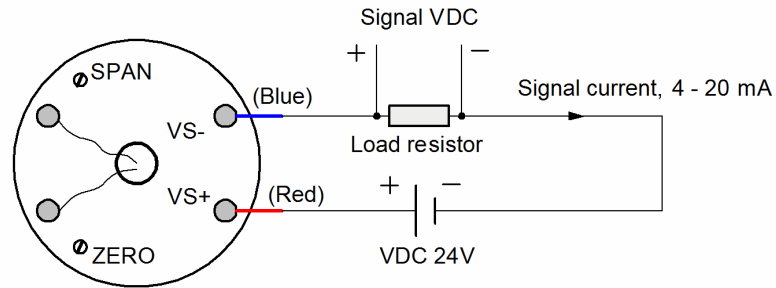 Signal VDC
+ −
SPAN
(Blue)
Signal current, 4 - 20 mA
VS-
Load resistor
VS+
(Red)
+ −
ZERO
VDC 24V